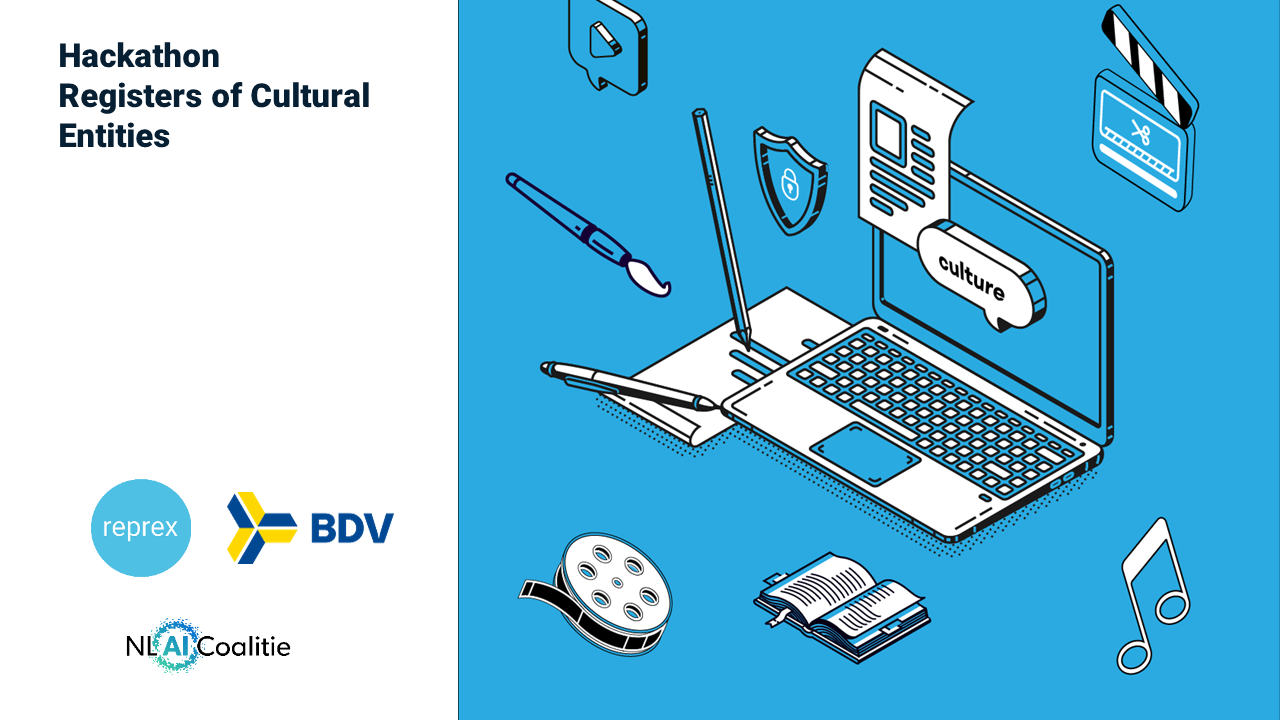 Hackathon
Registers of Cultural
Entities
culture
reprex
BDV
NL AI Coalitie